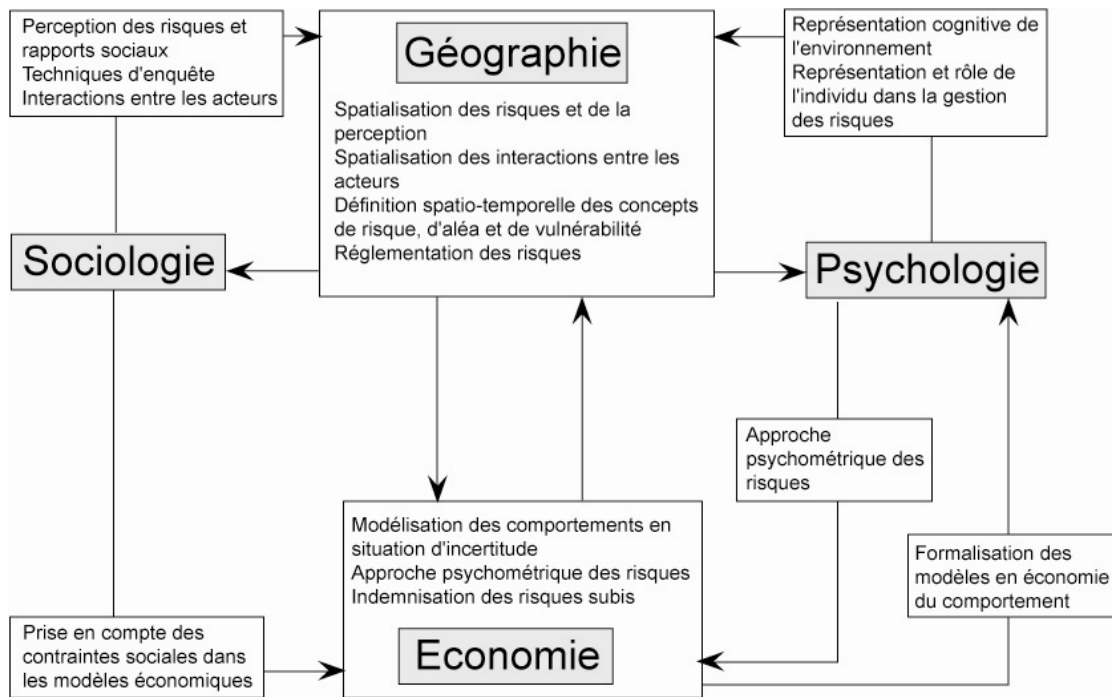 Perception des risques et
rapports sociaux
Techniques d'enquête
Interactions entre les acteurs
Géographie
Spatialisation des risques et de la
perception
Spatialisation des interactions entre les
acteurs
Définition spatio-temporelle des concepts
de risque, d'aléa et de vulnérabilité
Réglementation des risques
Représentation cognitive de
l'environnement
Représentation et rôle de
l'individu dans la gestion
des risques
Sociologie
Psychologie
Approche
psychométrique des
risques
Modélisation des comportements en
situation d'incertitude
Approche psychométrique des risques
Indemnisation des risques subis
Economie
Formalisation des
modèles en économie
du comportement
Prise en compte des
contraintes sociales dans
les modèles économiques